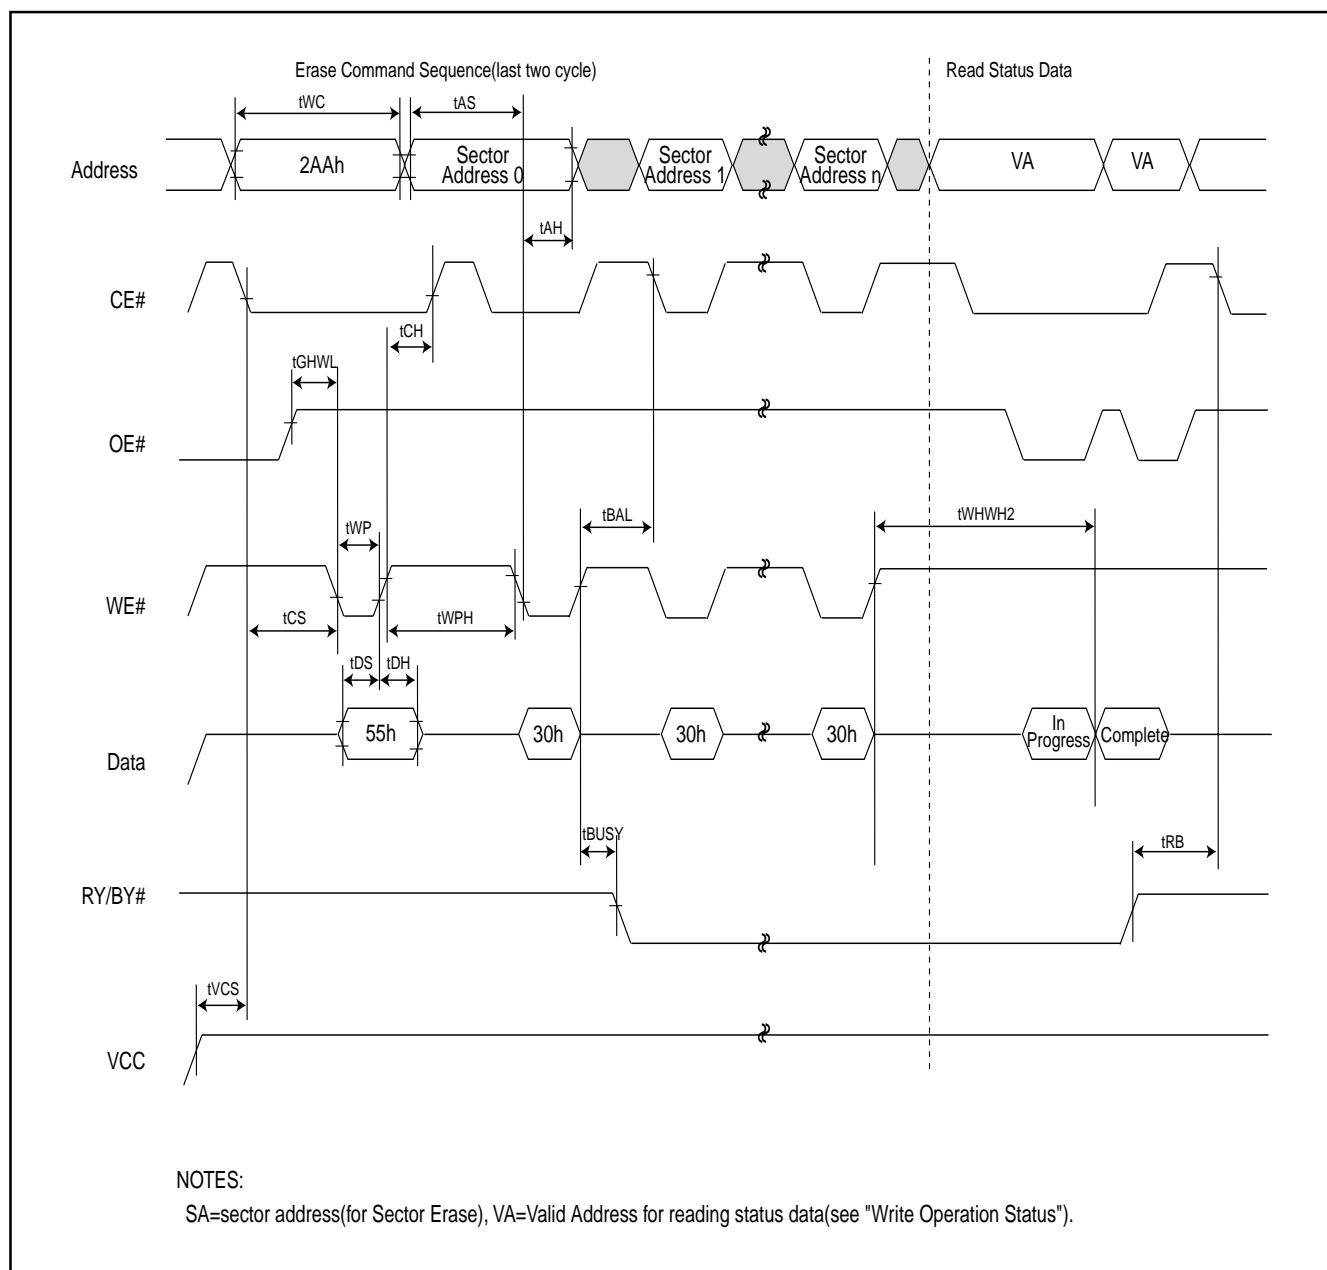 Erase Command Sequence(last two cycle)
Read Status Data
tWC
tAS
Address
2AAh
Sector
Address 0
Sector
Address 1
Sector
Address n
VA
VA
tAH
CE#
tCH
tGHWL
OE#
tWP
tBAL
tWHWH2
WE#
tCS
tWPH
tDS
tDH
Data
55h
30h
30h
30h
In
Progress
Complete
tBUSY
tRB
RY/BY#
tVCS
VCC
NOTES:
SA=sector address(for Sector Erase), VA=Valid Address for reading status data(see "Write Operation Status").